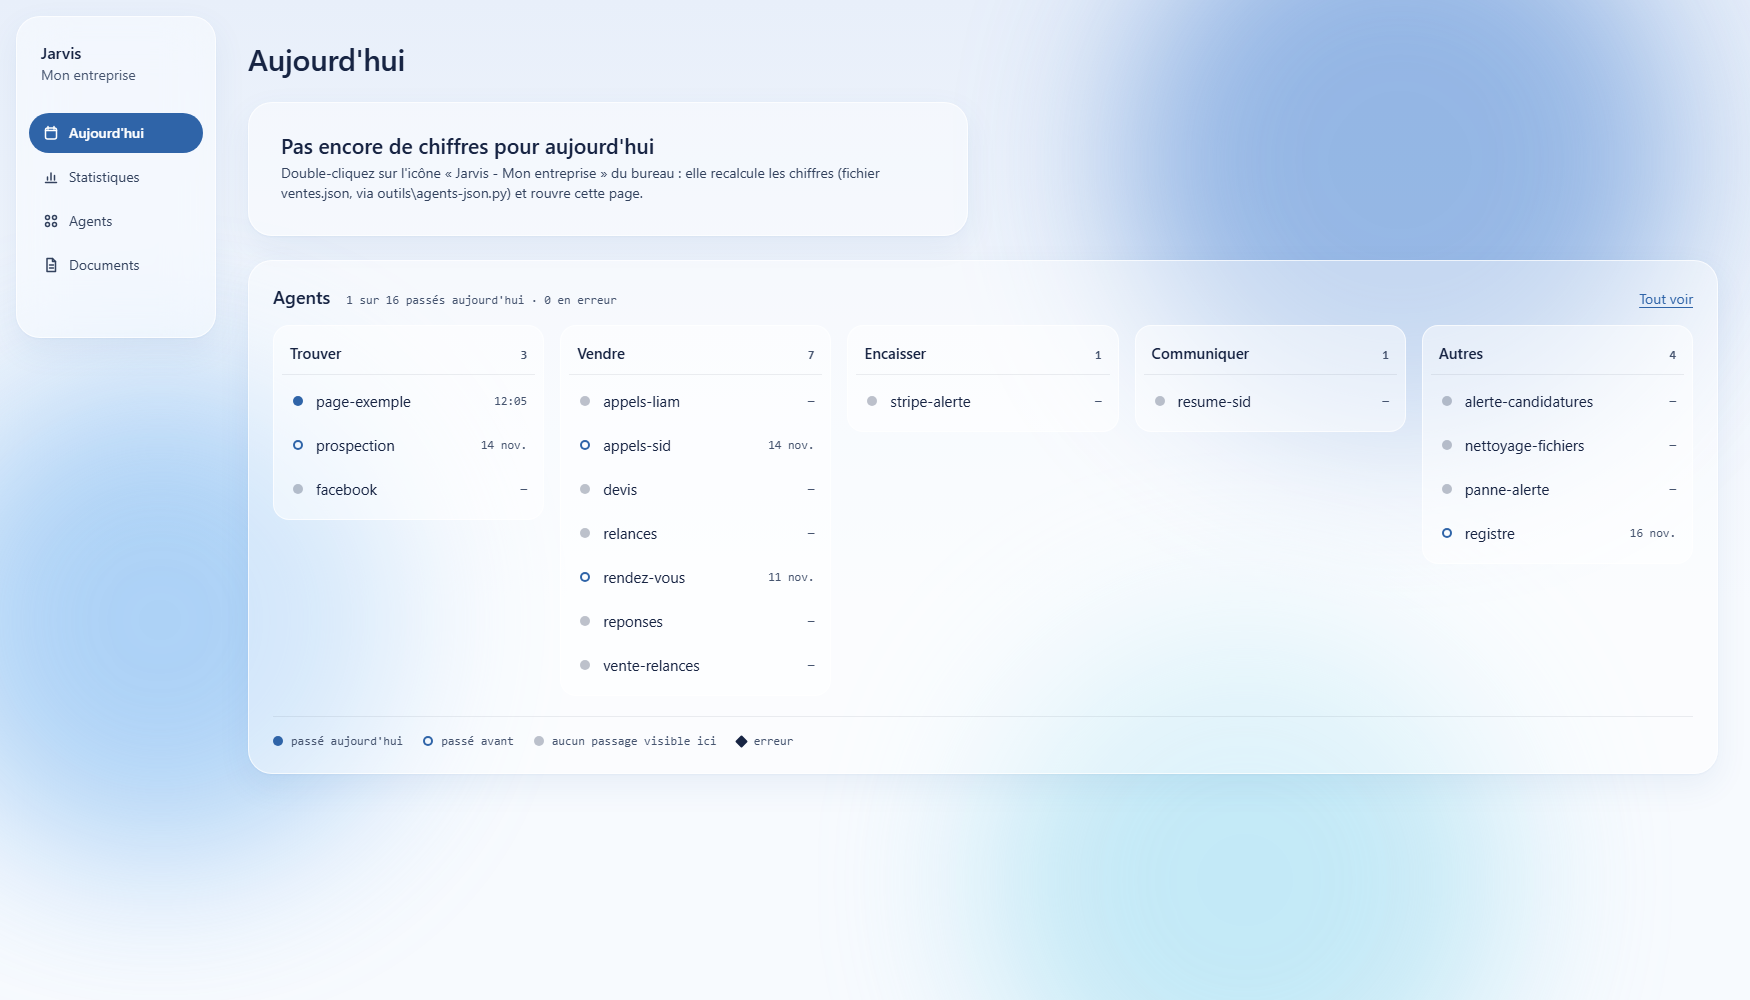 Jarvis
Mon entreprise
Aujourd'hui
Statistiques
Agents
Documents
Aujourd'hui
Pas encore de chiffres pour aujourd'hui
Double-cliquez sur l'icône « Jarvis - Mon entreprise » du bureau : elle recalcule les chiffres (fichier
ventes.json, via outils\agents-json.py) et rouvre cette page.
Agents 1 sur 16 passés aujourd'hui · 0 en erreur
Tout voir
Trouver 3
page-exemple 12:05
prospection 14 nov.
facebook –
Vendre 7
appels-liam –
appels-sid 14 nov.
devis –
relances –
rendez-vous 11 nov.
reponses –
vente-relances –
Encaisser 1
stripe-alerte –
Communiquer 1
resume-sid –
Autres 4
alerte-candidatures –
nettoyage-fichiers –
panne-alerte –
registre 16 nov.
passé aujourd'hui passé avant aucun passage visible ici erreur